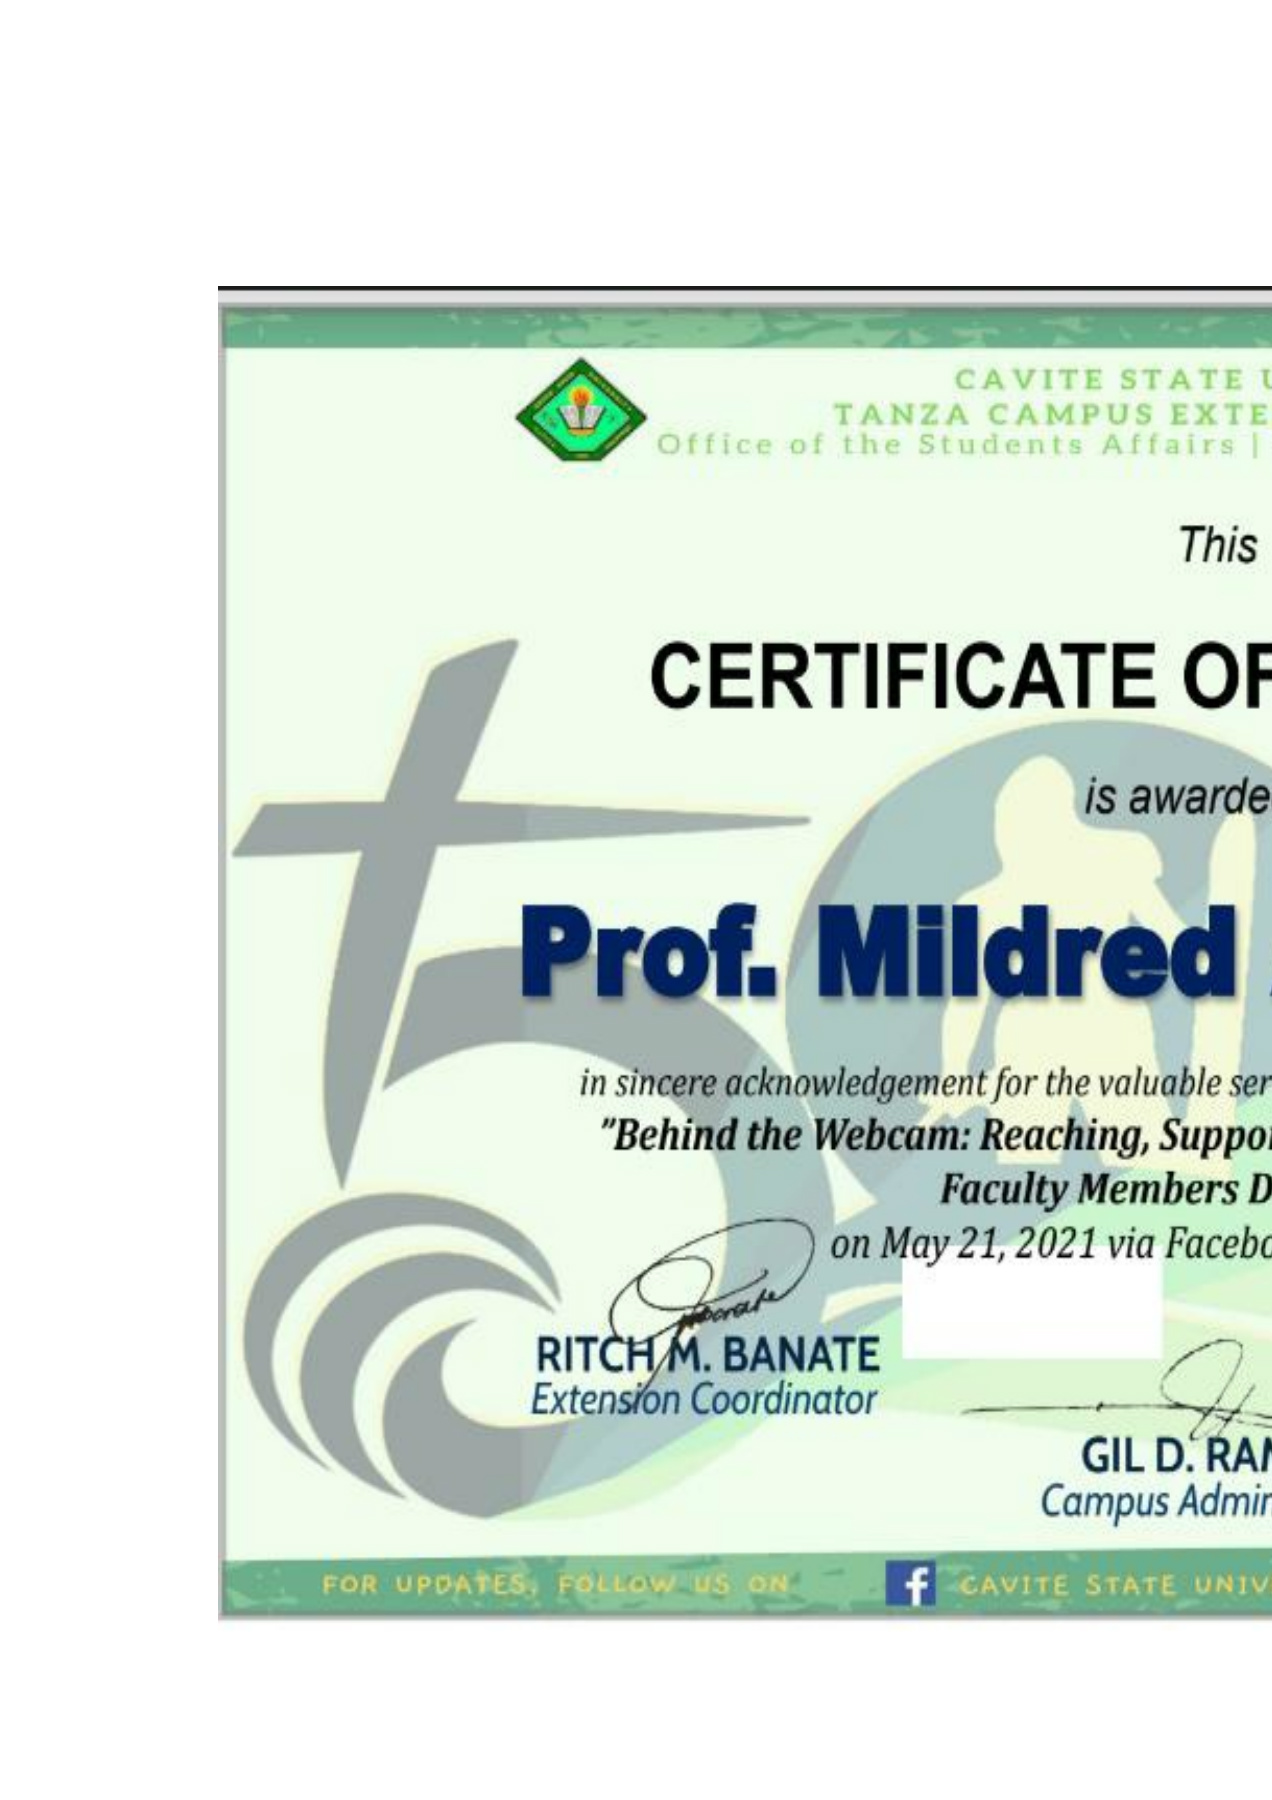 CAVITE STATE U
TANZA CAMPUS EXTE
Office of the Students Affairs |
This
CERTIFICATE OF
is awarde
Prof. Mildred
in sincere acknowledgement for the valuable ser
"Behind the Webcam: Reaching, Suppor
Faculty Members D
on May 21, 2021 via Facebo
RITCH M. BANATE
Extension Coordinator
GIL D. RAM
Campus Admin
FOR UPDATES, FOLLOW US ON
f CAVITE STATE UNIV